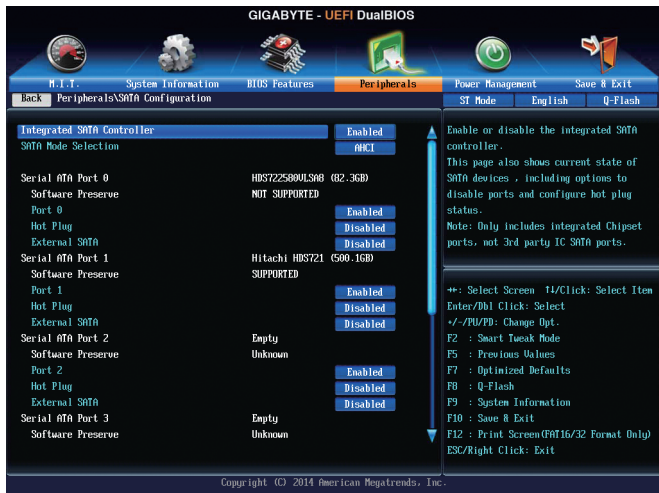 GIGABYTE - UEFI DualBIOS
M.I.T. System Information BIOS Features Peripherals Power Management Save & Exit
Back Peripherals\SATA Configuration ST Mode English Q-Flash
Integrated SATA Controller Enabled
SATA Mode Selection AHCI
Serial ATA Port 0 HDS722580VLSA8 (82.3GB)
Software Preserve NOT SUPPORTED
Port 0 Enabled
Hot Plug Disabled
External SATA Disabled
Serial ATA Port 1 Hitachi HDS721 (500.1GB)
Software Preserve SUPPORTED
Port 1 Enabled
Hot Plug Disabled
External SATA Disabled
Serial ATA Port 2 Empty
Software Preserve Unknown
Port 2 Enabled
Hot Plug Disabled
External SATA Disabled
Serial ATA Port 3 Empty
Software Preserve Unknown
Enable or disable the integrated SATA
controller.
This page also shows current state of
SATA devices , including options to
disable ports and configure hot plug
status.
Note: Only includes integrated Chipset
ports, not 3rd party IC SATA ports.
→←: Select Screen ↑↓/Click: Select Item
Enter/Dbl Click: Select
+/-/PU/PD: Change Opt.
F2 : Smart Tweak Mode
F5 : Previous Values
F7 : Optimized Defaults
F8 : Q-Flash
F9 : System Information
F10 : Save & Exit
F12 : Print Screen(FAT16/32 Format Only)
ESC/Right Click: Exit
Copyright (C) 2014 American Megatrends, Inc.